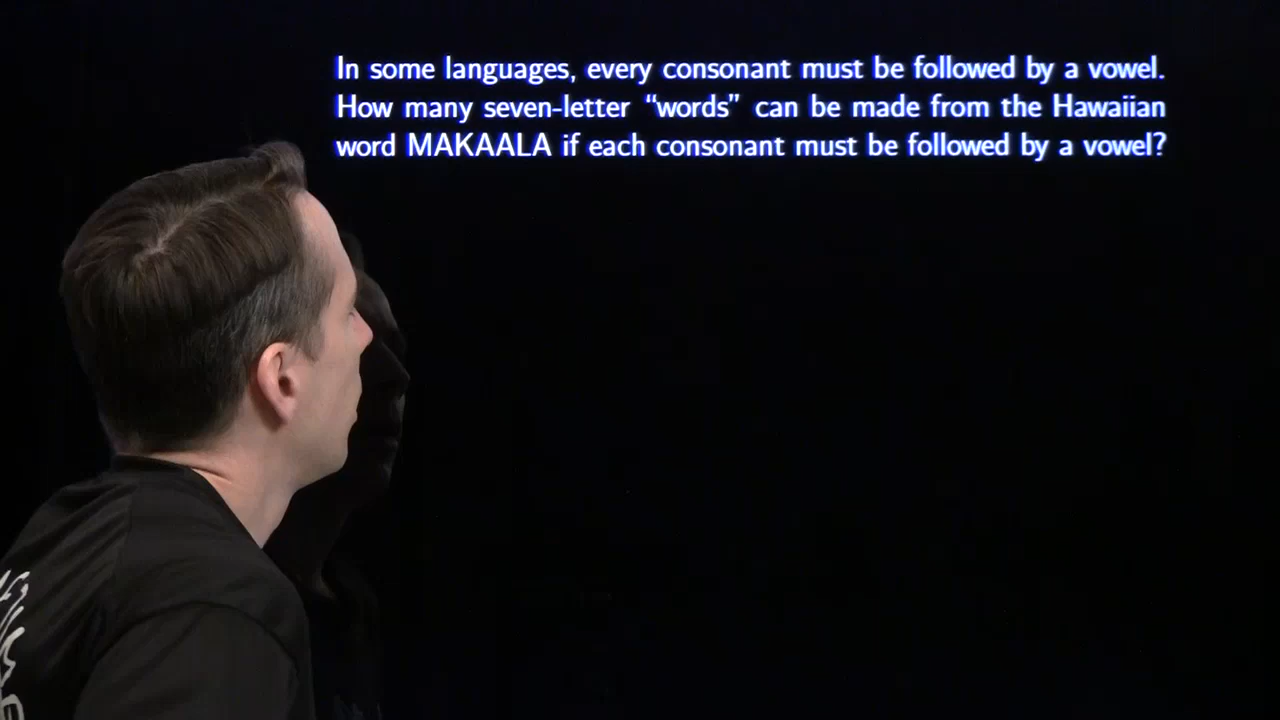 In some languages, every consonant must be followed by a vowel.
How many seven-letter “words” can be made from the Hawaiian
word MAKAALA if each consonant must be followed by a vowel?